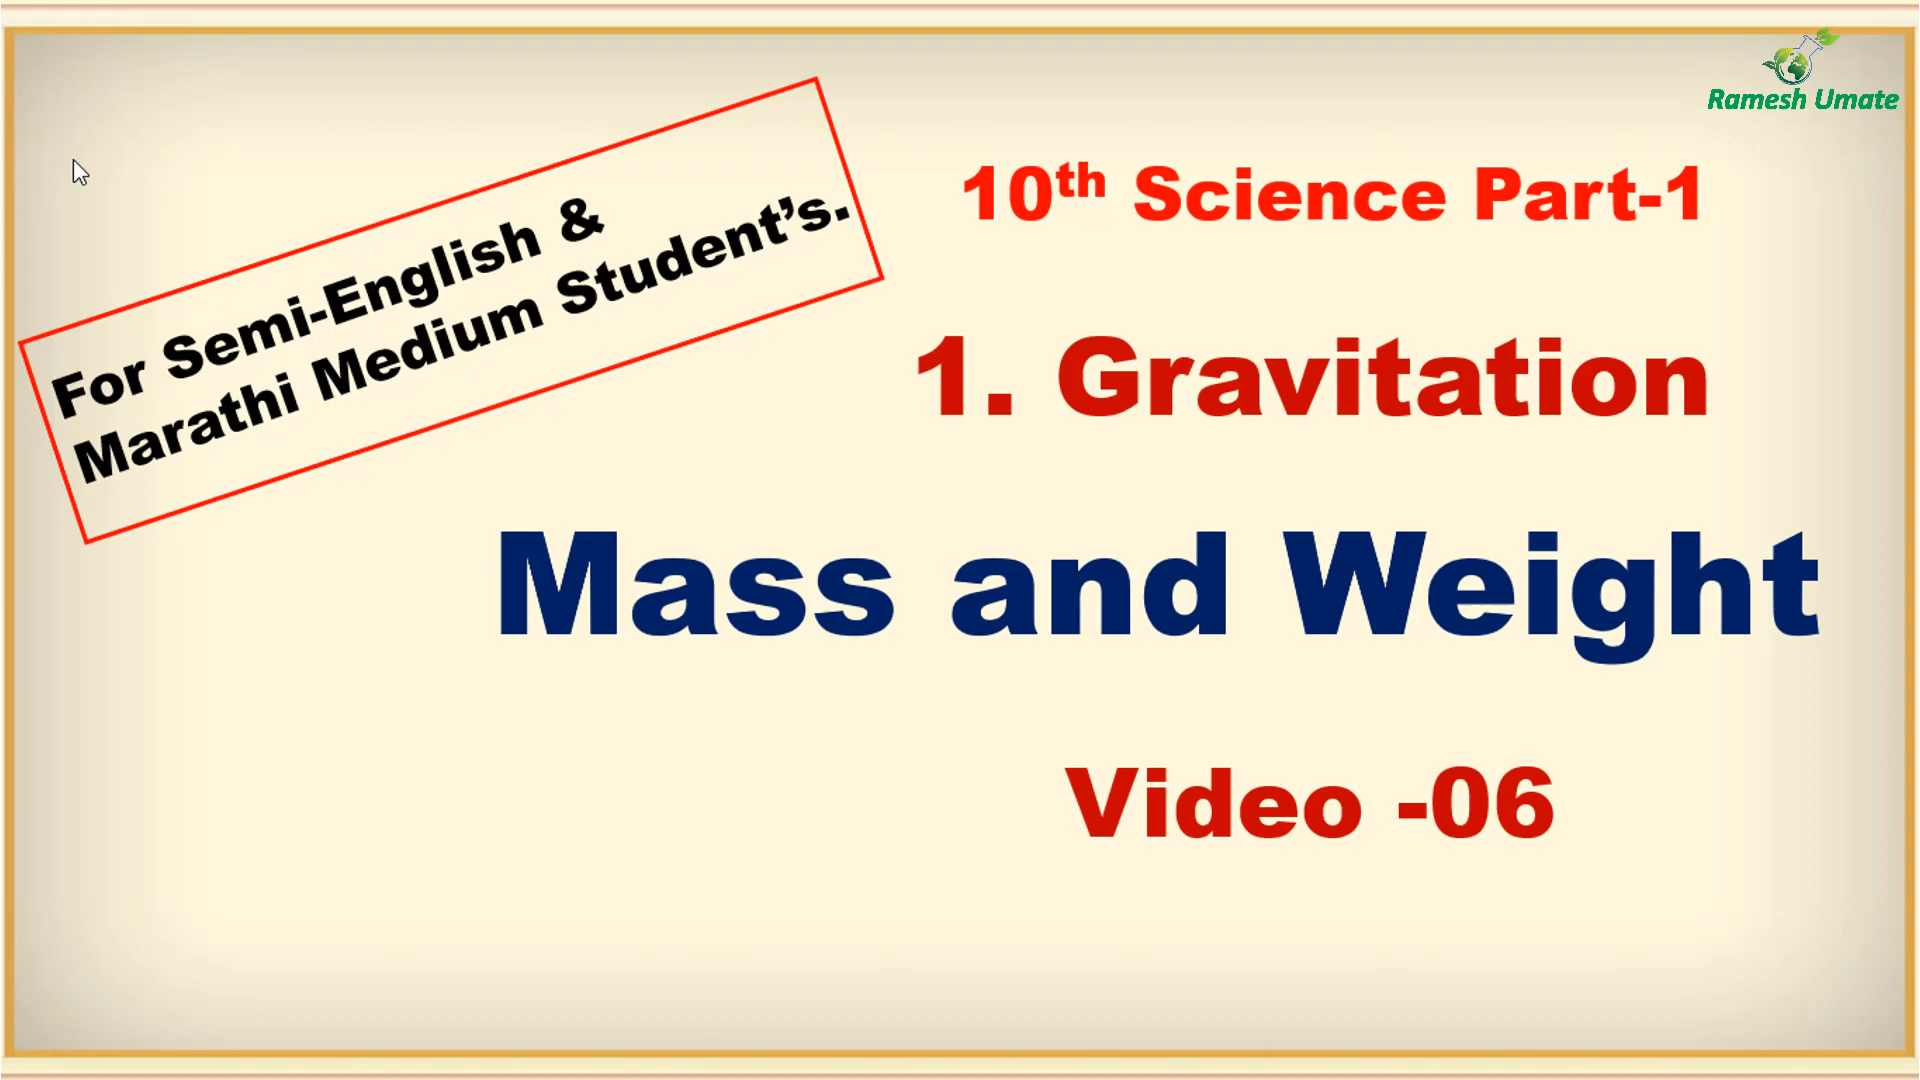 Ramesh Umate
For Semi-English &
Marathi Medium Student’s.
10th Science Part-1
1. Gravitation
Mass and Weight
Video -06